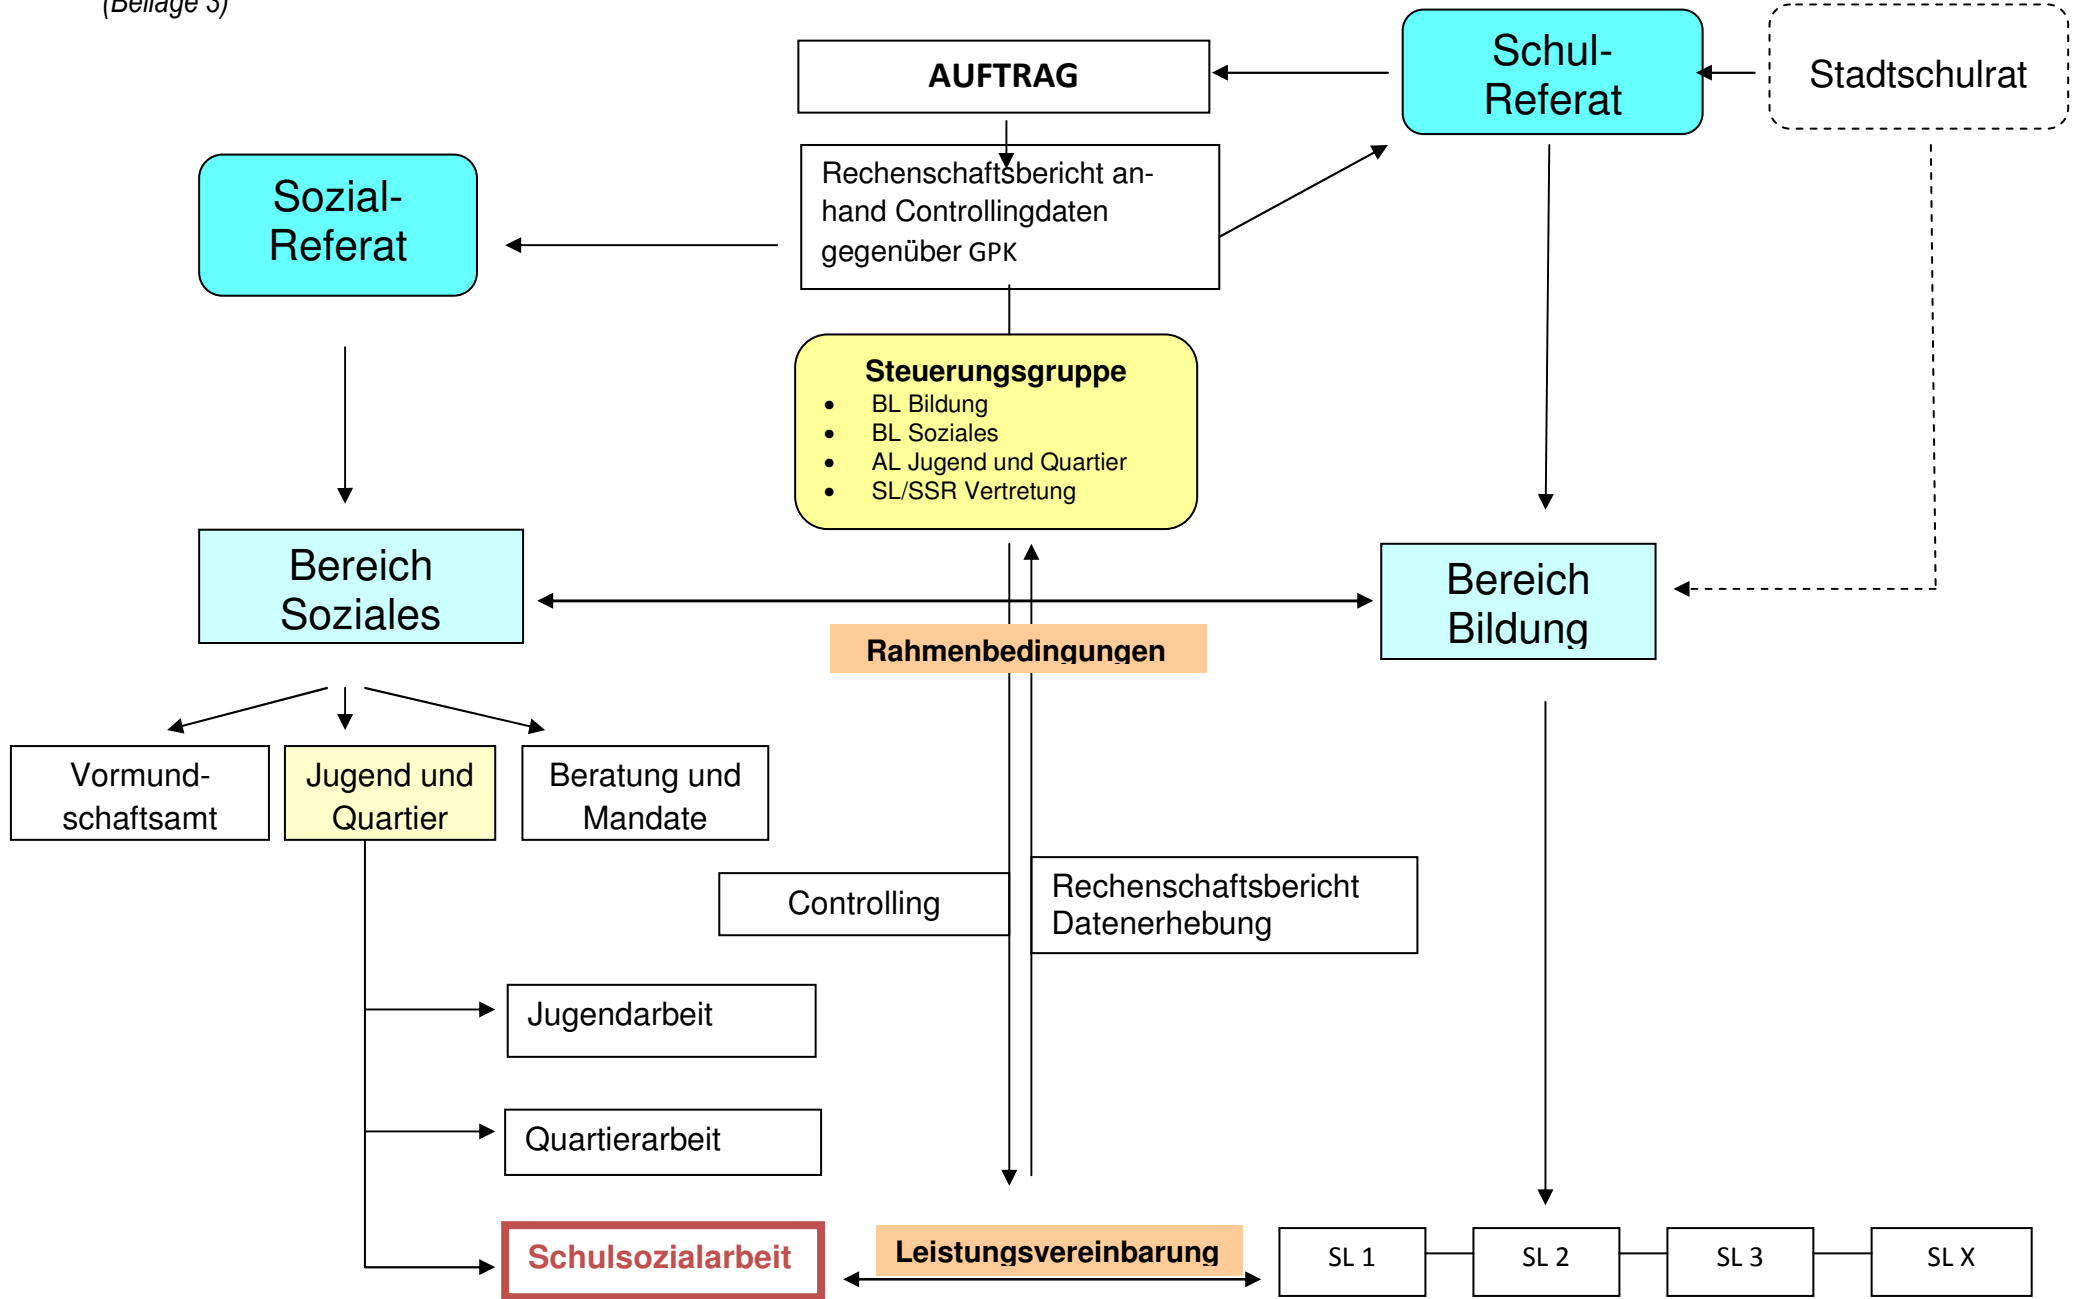 (Beilage 3)
AUFTRAG
Schul-
Referat
Stadtschulrat
Sozial-
Referat
Rechenschaftsbericht an-
hand Controllingdaten
gegenüber GPK
Steuerungsgruppe
• BL Bildung
• BL Soziales
• AL Jugend und Quartier
• SL/SSR Vertretung
Bereich
Soziales
Bereich
Bildung
Rahmenbedingungen
Vormund-
schaftsamt
Jugend und
Quartier
Beratung und
Mandate
Controlling
Rechenschaftsbericht
Datenerhebung
Jugendarbeit
Quartierarbeit
Schulsozialarbeit
Leistungsvereinbarung
SL 1
SL 2
SL 3
SL X